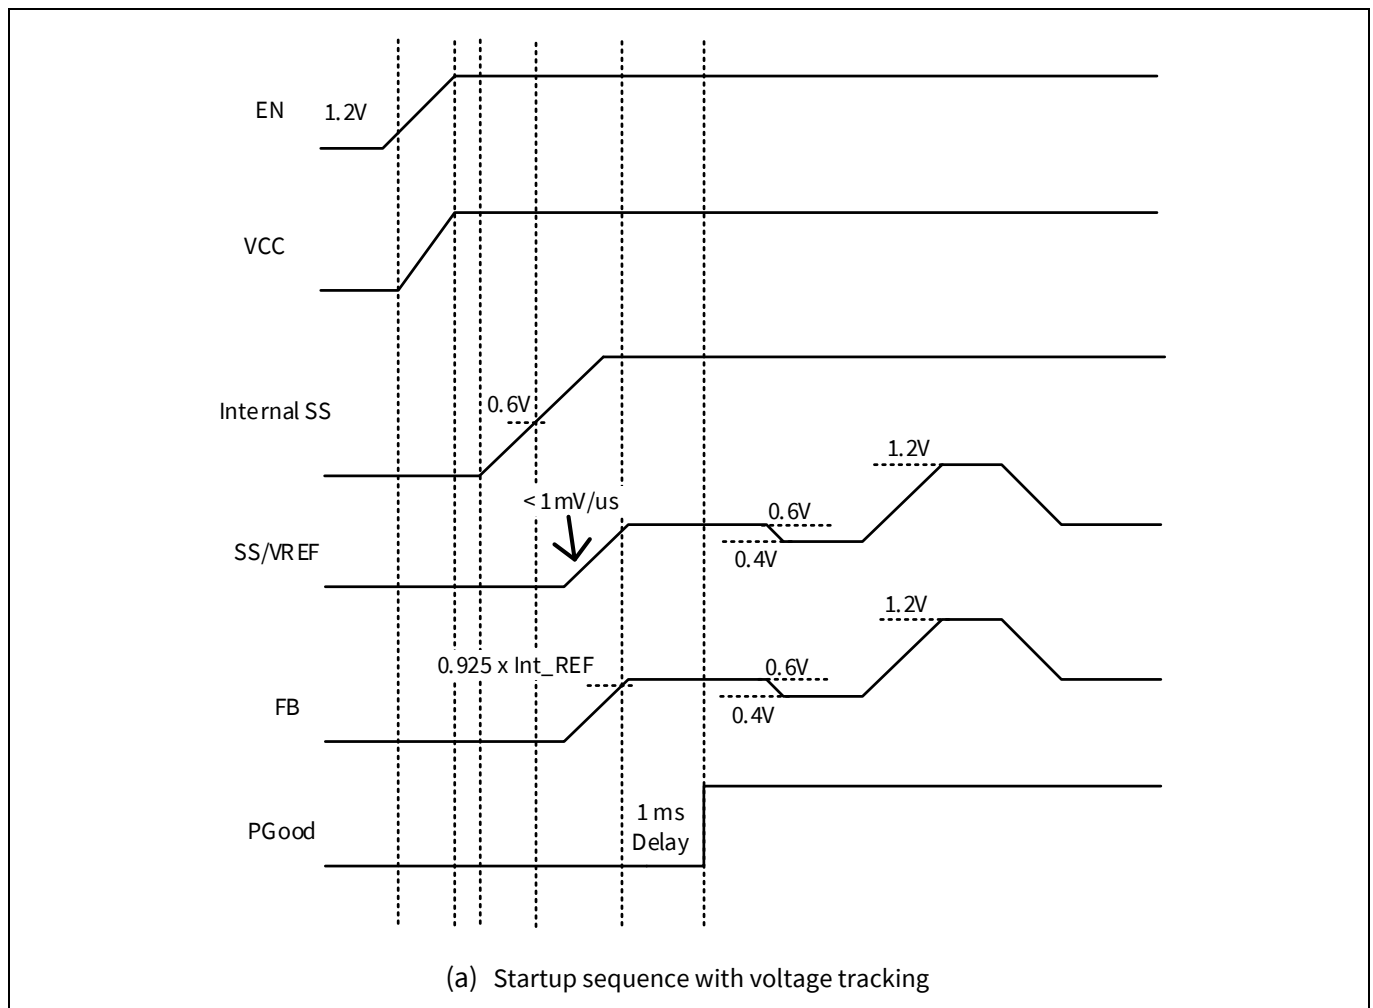 EN 1.2V
VCC
Internal SS
0.6V
< 1mV/us
SS/VREF
0.6V
0.4V
1.2V
0.925 x Int_REF
FB
0.6V
0.4V
1.2V
PGood
1 ms
Delay
(a) Startup sequence with voltage tracking